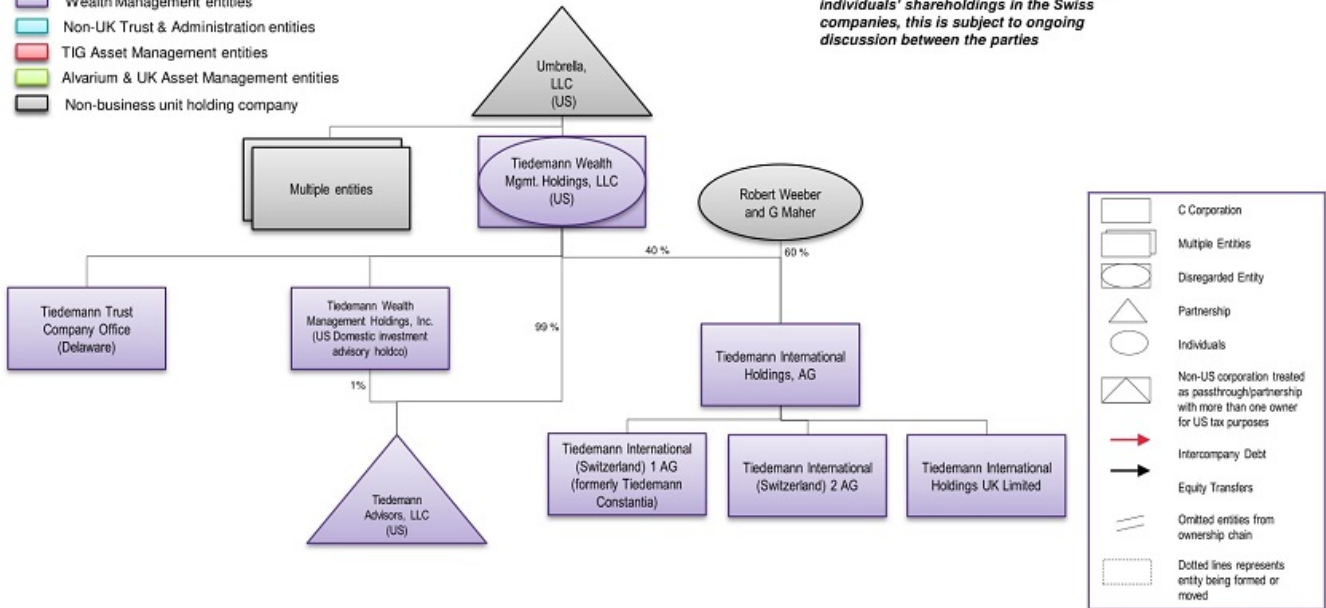 Wealth Management entities
Non-UK Trust & Administration entities
TIG Asset Management entities
Alvarium & UK Asset Management entities
Non-business unit holding company
individuals' shareholdings in the Swiss
companies, this is subject to ongoing
discussion between the parties
Umbrella,
LLC
(US)
Multiple entities
Tiedemann Wealth
Mgmt. Holdings, LLC
(US)
Robert Weeber
and G Maher
40 %
60 %
Tiedemann Trust
Company Office
(Delaware)
Tiedemann Wealth
Management Holdings, Inc.
(US Domestic investment
advisory holdco)
99 %
1%
Tiedemann International
Holdings, AG
Tiedemann
Advisors, LLC
(US)
Tiedemann International
(Switzerland) 1 AG
(formerly Tiedemann
Constantia)
Tiedemann International
(Switzerland) 2 AG
Tiedemann International
Holdings UK Limited
C Corporation
Multiple Entities
Disregarded Entity
Partnership
Individuals
Non-US corporation treated
as passthrough/partnership
with more than one owner
for US tax purposes
Intercompany Debt
Equity Transfers
Omitted entities from
ownership chain
Dotted lines represents
entity being formed or
moved